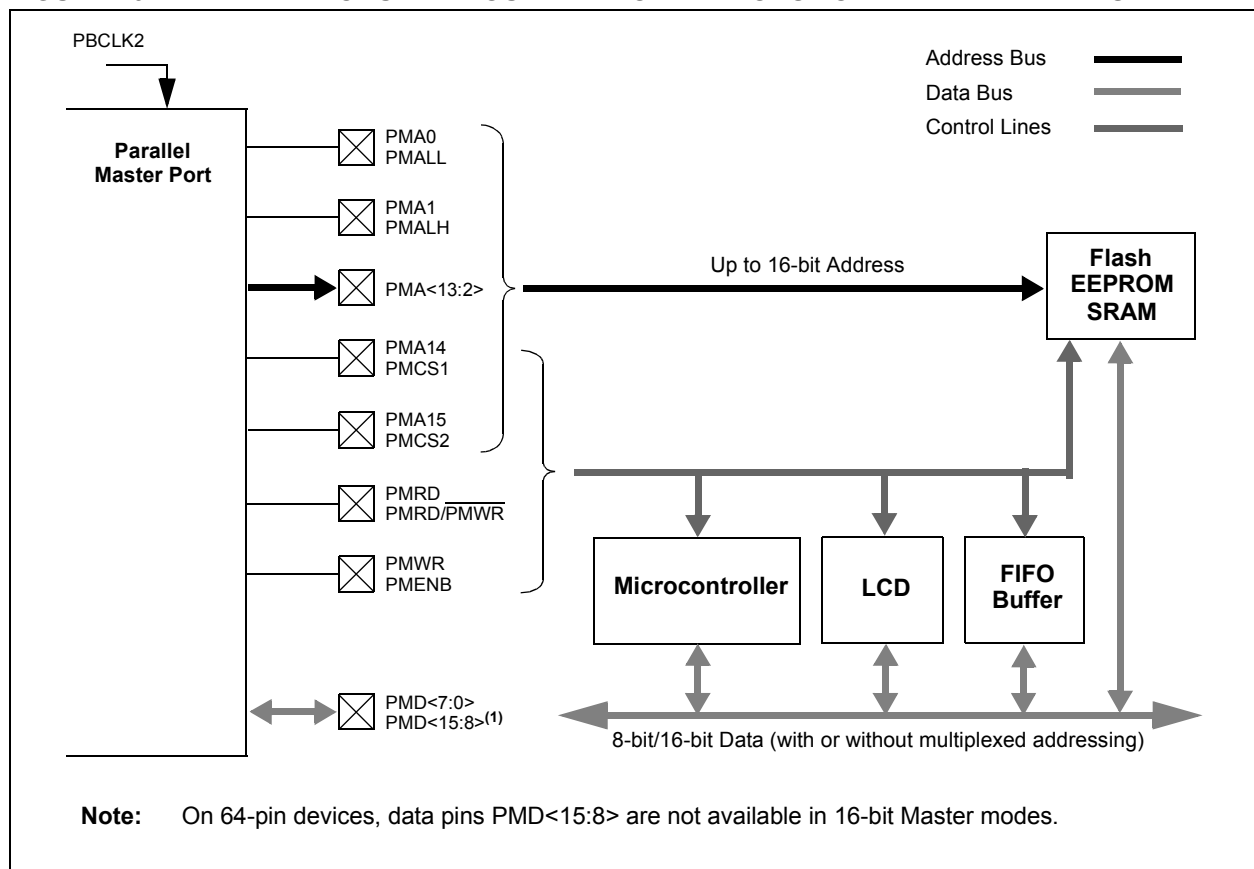 PBCLK2
Address Bus
Data Bus
Control Lines
Parallel
Master Port
PMA0
PMALL
PMA1
PMALH
PMA<13:2>
PMA14
PMCS1
PMA15
PMCS2
PMRD
PMRD/PMWR
PMWR
PMENB
PMD<7:0>
PMD<15:8>(1)
Up to 16-bit Address
Flash
EEPROM
SRAM
Microcontroller
LCD
FIFO
Buffer
8-bit/16-bit Data (with or without multiplexed addressing)
Note: On 64-pin devices, data pins PMD<15:8> are not available in 16-bit Master modes.